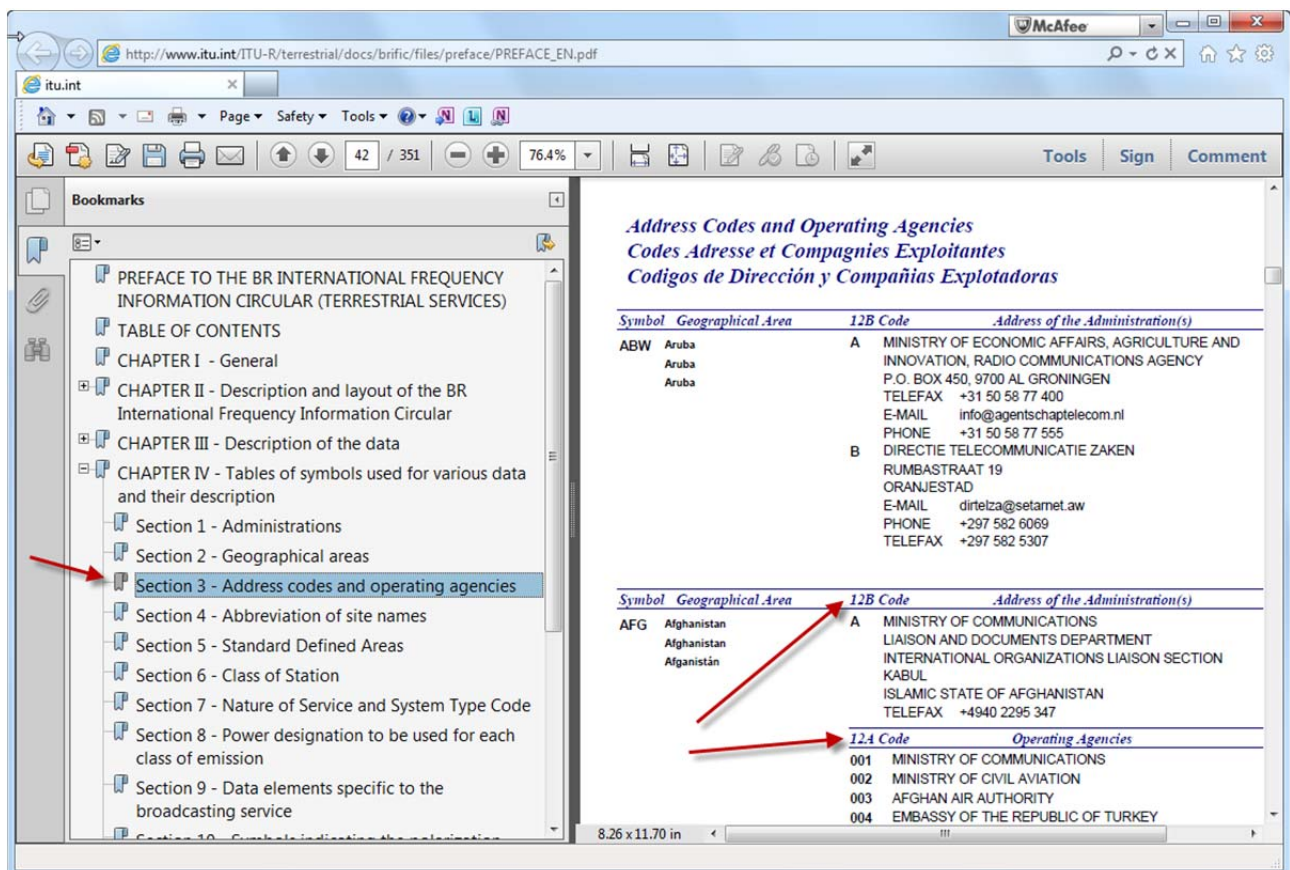 McAfee
http://www.itu.int/ITU-R/terrestrial/docs/brific/files/preface/PREFACE_EN.pdf
itu.int
Page Safety Tools
42 / 351 76.4% Tools Sign Comment
Bookmarks
PREFACE TO THE BR INTERNATIONAL FREQUENCY
INFORMATION CIRCULAR (TERRESTRIAL SERVICES)
TABLE OF CONTENTS
CHAPTER I - General
CHAPTER II - Description and layout of the BR
International Frequency Information Circular
CHAPTER III - Description of the data
CHAPTER IV - Tables of symbols used for various data
and their description
Section 1 - Administrations
Section 2 - Geographical areas
Section 3 - Address codes and operating agencies
Section 4 - Abbreviation of site names
Section 5 - Standard Defined Areas
Section 6 - Class of Station
Section 7 - Nature of Service and System Type Code
Section 8 - Power designation to be used for each
class of emission
Section 9 - Data elements specific to the
broadcasting service
Section 10 - Symbols indicating the polarization
Address Codes and Operating Agencies
Codes Adresse et Compagnies Exploitantes
Codigos de Dirección y Compañias Explotadoras
Symbol Geographical Area 12B Code Address of the Administration(s)
ABW Aruba A MINISTRY OF ECONOMIC AFFAIRS, AGRICULTURE AND
Aruba INNOVATION, RADIO COMMUNICATIONS AGENCY
Aruba P.O. BOX 450, 9700 AL GRONINGEN
TELEFAX +31 50 58 77 400
E-MAIL info@agentschaptelecom.nl
PHONE +31 50 58 77 555
B DIRECTIE TELECOMMUNICATIE ZAKEN
RUMBASTRAAT 19
ORANJESTAD
E-MAIL dirtelza@setarnet.aw
PHONE +297 582 6069
TELEFAX +297 582 5307
Symbol Geographical Area 12B Code Address of the Administration(s)
AFG Afghanistan A MINISTRY OF COMMUNICATIONS
Afghanistan LIAISON AND DOCUMENTS DEPARTMENT
Afganistán INTERNATIONAL ORGANIZATIONS LIAISON SECTION
KABUL
ISLAMIC STATE OF AFGHANISTAN
TELEFAX +4940 2295 347
12A Code Operating Agencies
001 MINISTRY OF COMMUNICATIONS
002 MINISTRY OF CIVIL AVIATION
003 AFGHAN AIR AUTHORITY
004 EMBASSY OF THE REPUBLIC OF TURKEY
8.26 x 11.70 in